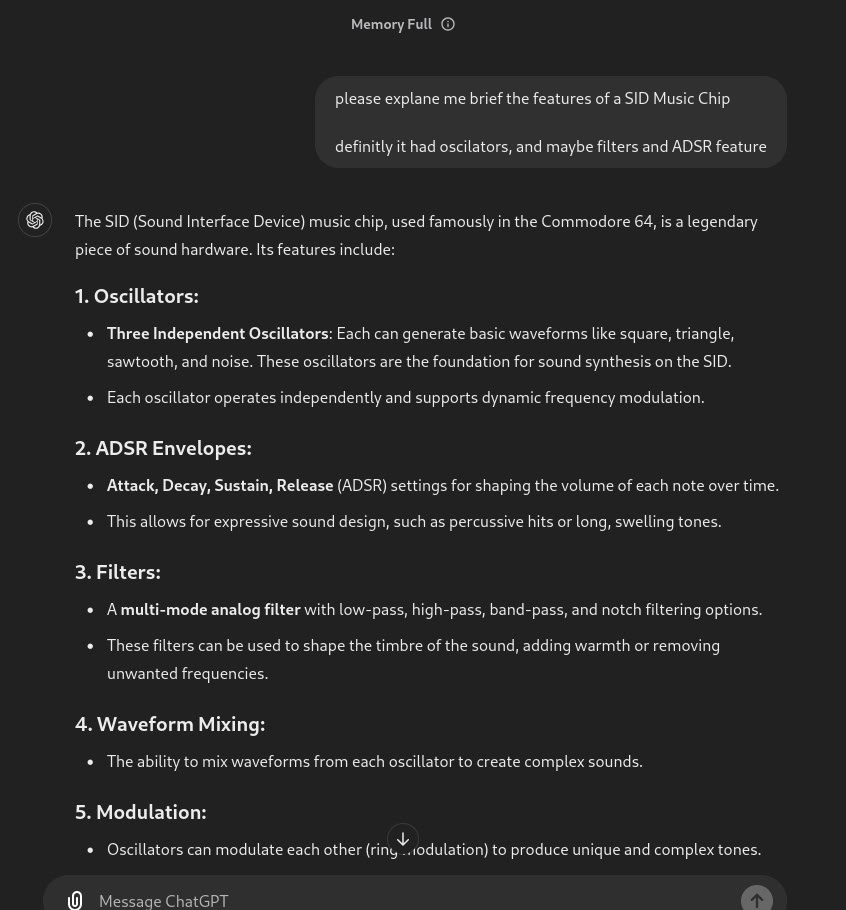 Memory Full
please explane me brief the features of a SID Music Chip
definitly it had oscilators, and maybe filters and ADSR feature
The SID (Sound Interface Device) music chip, used famously in the Commodore 64, is a legendary
piece of sound hardware. Its features include:
1. Oscillators:
• Three Independent Oscillators: Each can generate basic waveforms like square, triangle,
sawtooth, and noise. These oscillators are the foundation for sound synthesis on the SID.
• Each oscillator operates independently and supports dynamic frequency modulation.
2. ADSR Envelopes:
• Attack, Decay, Sustain, Release (ADSR) settings for shaping the volume of each note over time.
• This allows for expressive sound design, such as percussive hits or long, swelling tones.
3. Filters:
• A multi-mode analog filter with low-pass, high-pass, band-pass, and notch filtering options.
• These filters can be used to shape the timbre of the sound, adding warmth or removing
unwanted frequencies.
4. Waveform Mixing:
• The ability to mix waveforms from each oscillator to create complex sounds.
5. Modulation:
• Oscillators can modulate each other (ring modulation) to produce unique and complex tones.
Message ChatGPT